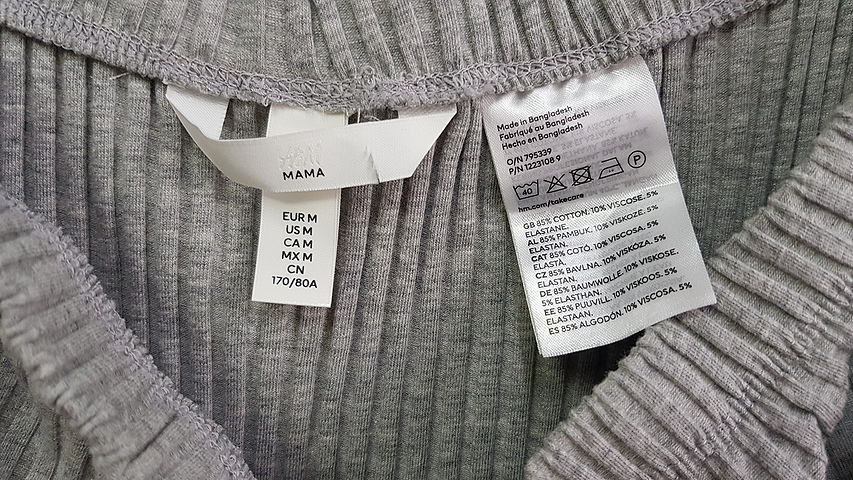 H&M
MAMA
EUR M
US M
CA M
MX M
CN
170/80A
Made in Bangladesh
Fabriqué au Bangladesh
Hecho en Bangladesh
O/N 795339
P/N 1223108 9
40
P
hm.com/takecare
GB 85% COTTON. 10% VISCOSE. 5%
ELASTANE.
AL 85% PAMBUK. 10% VISKOZË. 5%
ELASTAN.
CAT 85% COTÓ. 10% VISCOSA. 5%
ELASTÀ.
CZ 85% BAVLNA. 10% VISKÓZA. 5%
ELASTAN.
DE 85% BAUMWOLLE. 10% VISKOSE.
5% ELASTHAN.
EE 85% PUUVILL. 10% VISKOOS. 5%
ELASTAAN.
ES 85% ALGODÓN. 10% VISCOSA. 5%